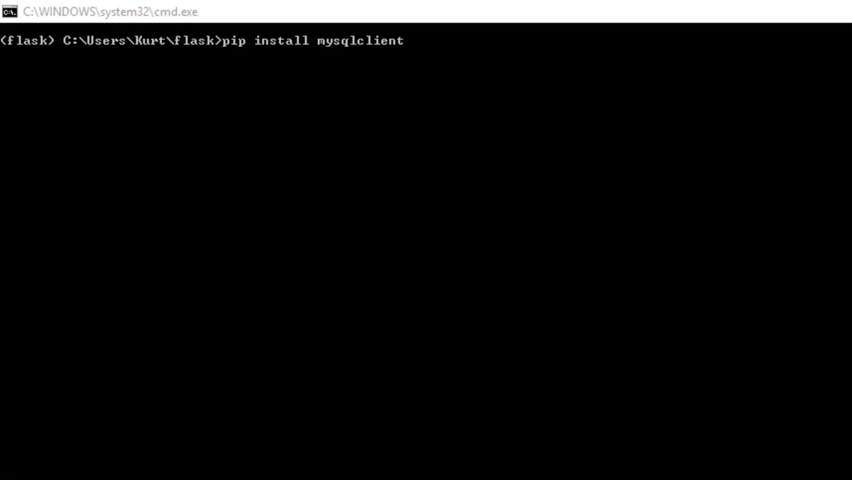 C:\WINDOWS\system32\cmd.exe
(flask) C:\Users\Kurt\flask>pip install mysqlclient